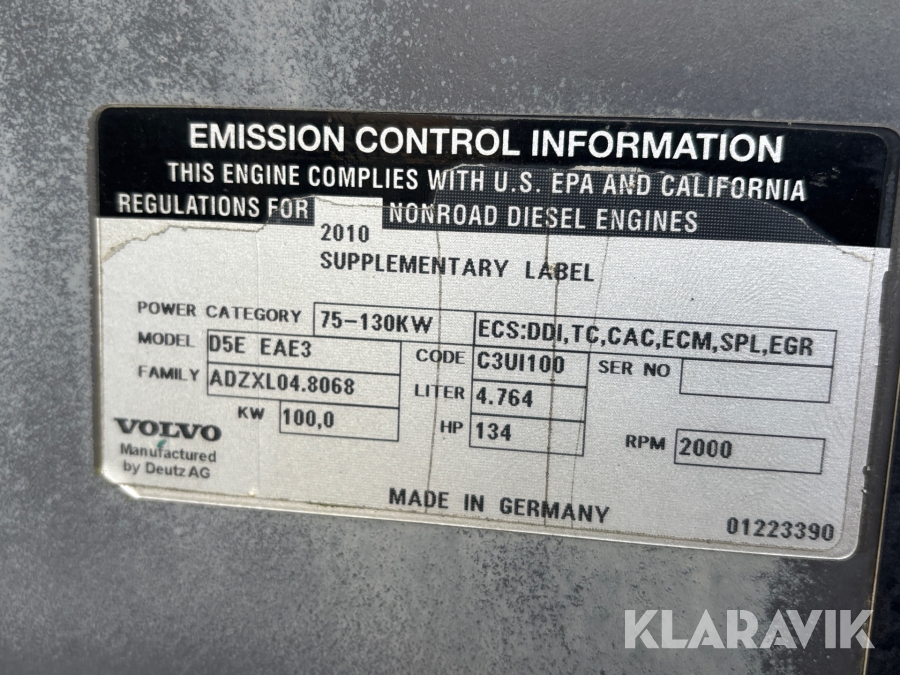 EMISSION CONTROL INFORMATION
THIS ENGINE COMPLIES WITH U.S. EPA AND CALIFORNIA
REGULATIONS FOR 2010 NONROAD DIESEL ENGINES
SUPPLEMENTARY LABEL
POWER CATEGORY 75-130KW ECS:DDI,TC,CAC,ECM,SPL,EGR
MODEL D5E EAE3 CODE C3UI100 SER NO
FAMILY ADZXL04.8068 LITER 4.764
KW 100,0 HP 134 RPM 2000
VOLVO
Manufactured
by Deutz AG
MADE IN GERMANY
01223390
KLARAVIK